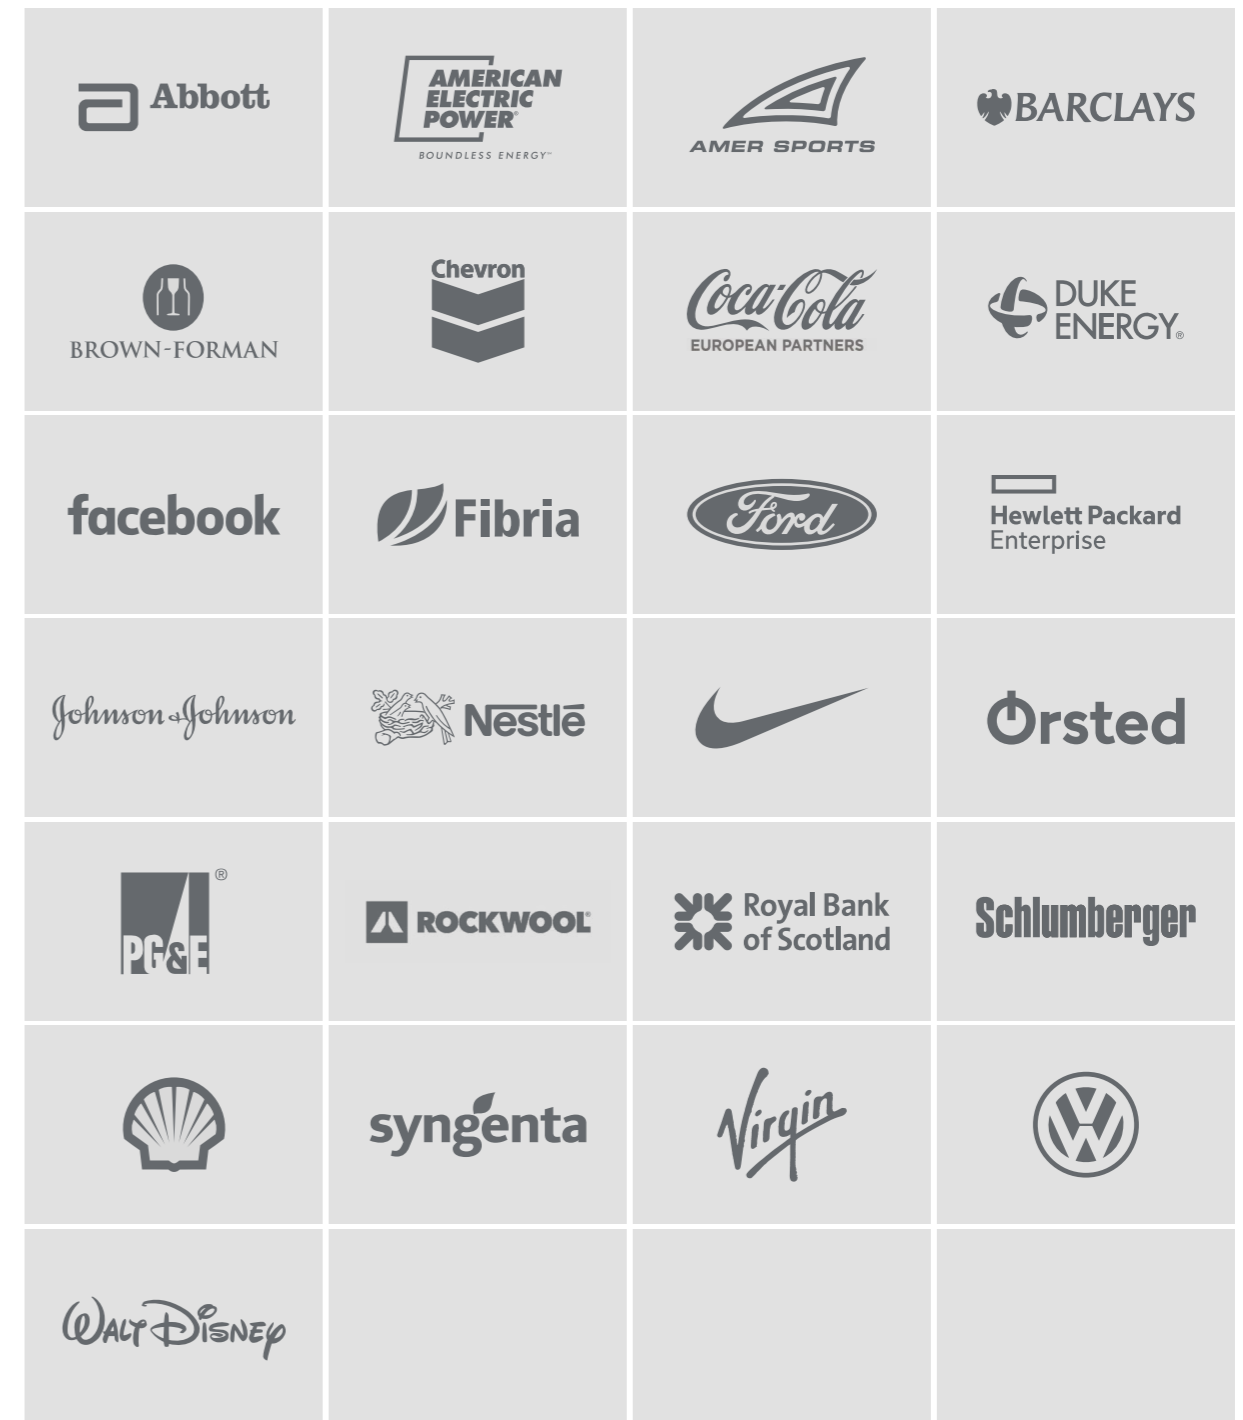 Abbott
AMERICAN
ELECTRIC
POWER®
BOUNDLESS ENERGY™
AMER SPORTS
BARCLAYS
BROWN-FORMAN
Chevron
Coca-Cola
EUROPEAN PARTNERS
DUKE
ENERGY®
facebook
Fibria
Ford
Hewlett Packard
Enterprise
Johnson & Johnson
Nestlé
Ørsted
PG&E®
ROCKWOOL®
Royal Bank
of Scotland
Schlumberger
syngenta
Virgin
VW
WALT DISNEY